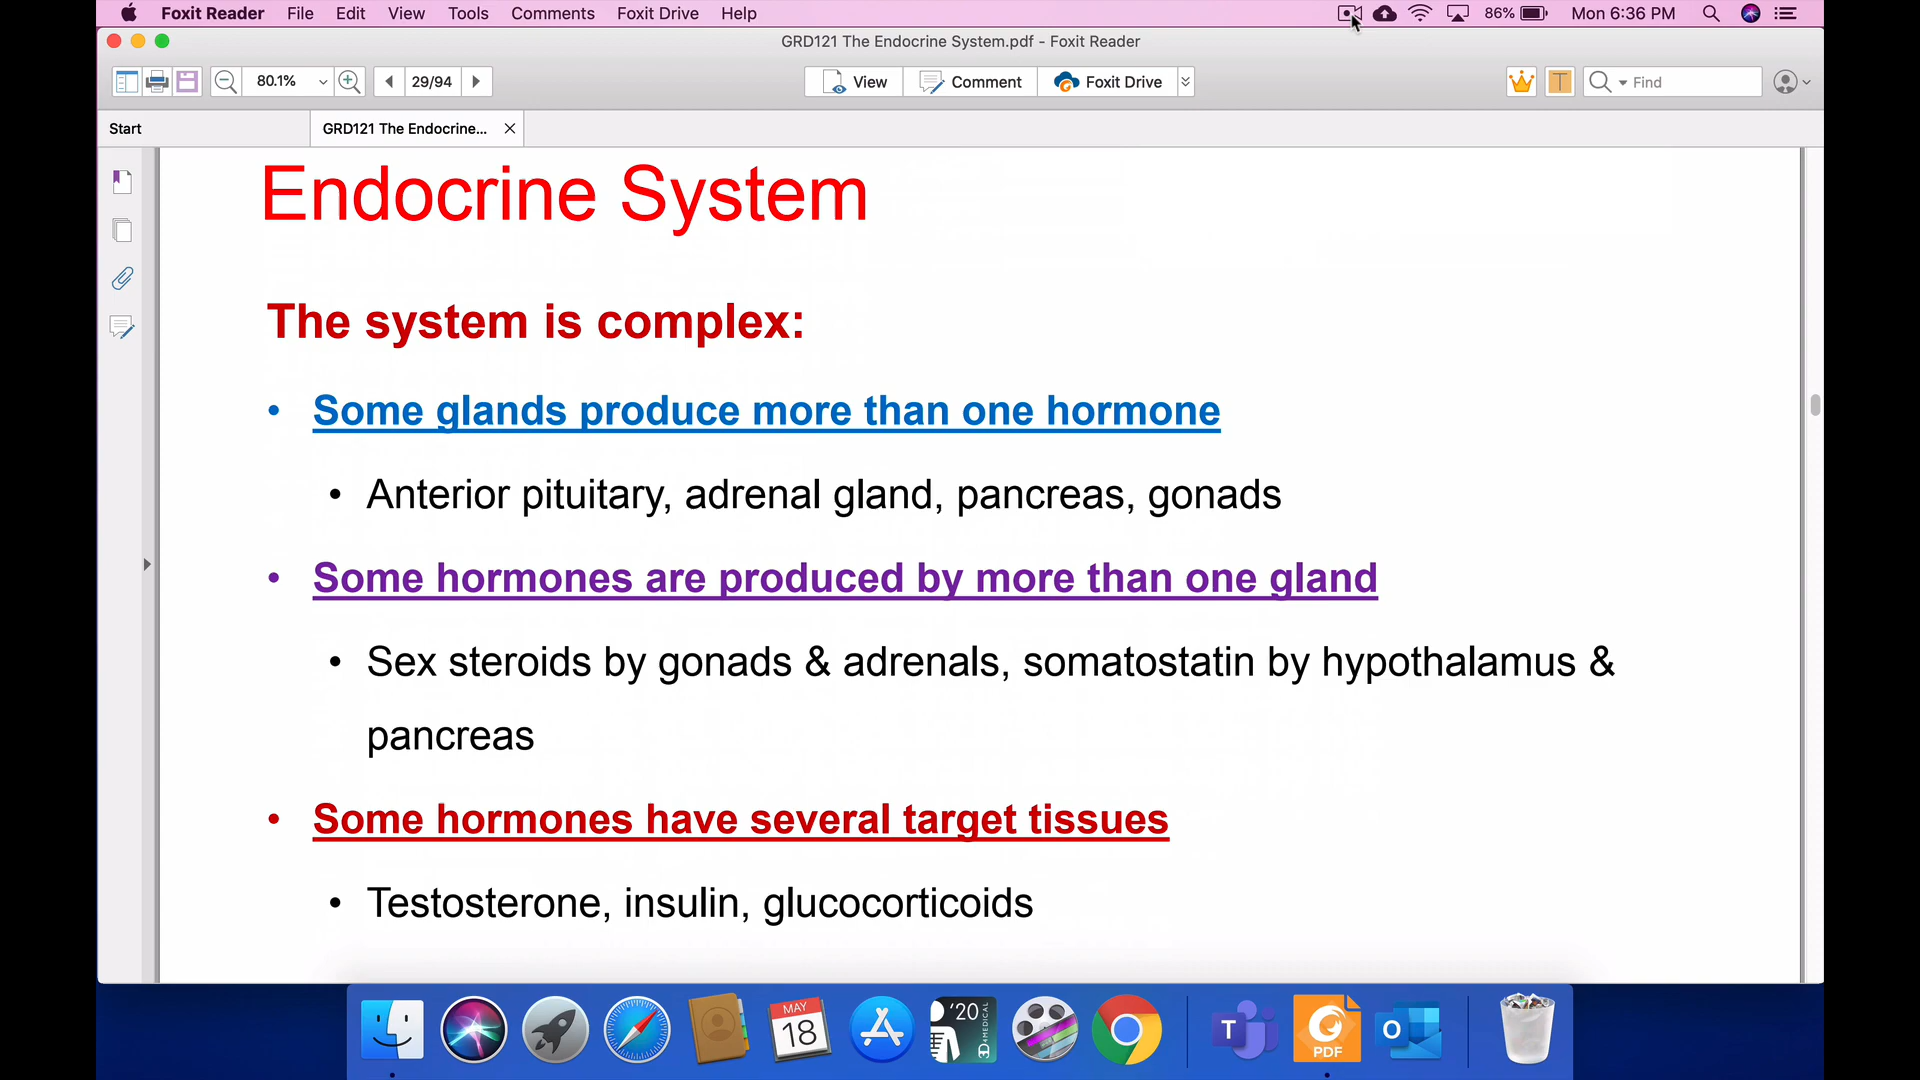 Foxit Reader File Edit View Tools Comments Foxit Drive Help 86% Mon 6:36 PM
GRD121 The Endocrine System.pdf - Foxit Reader
80.1% 29/94 View Comment Foxit Drive T Find
Start GRD121 The Endocrine...
Endocrine System
The system is complex:
• Some glands produce more than one hormone
• Anterior pituitary, adrenal gland, pancreas, gonads
• Some hormones are produced by more than one gland
• Sex steroids by gonads & adrenals, somatostatin by hypothalamus &
pancreas
• Some hormones have several target tissues
• Testosterone, insulin, glucocorticoids
MAY
18
'20
3D4MEDICAL
T
PDF
O